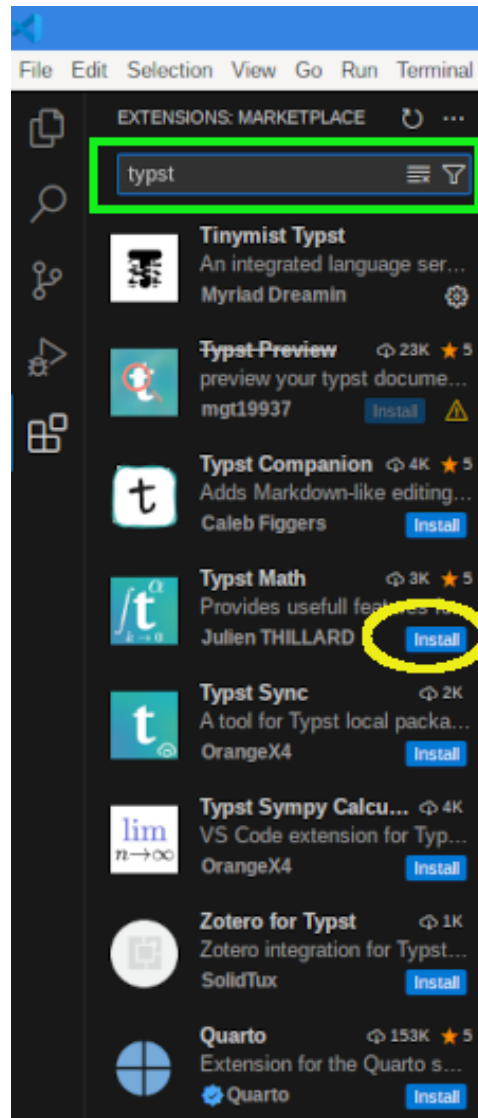 File Edit Selection View Go Run Terminal
EXTENSIONS: MARKETPLACE
typst
Tinymist Typst
An integrated language ser...
Myriad Dreamin
Typst Preview 23K 5
preview your typst docume...
mgt19937 Install
t
Typst Companion 4K 5
Adds Markdown-like editing...
Caleb Figgers Install
Typst Math 3K 5
Provides usefull features f...
Julien THILLARD Install
∫t^α k→0
Typst Sync 2K
A tool for Typst local packa...
OrangeX4 Install
t
Typst Sympy Calcu... 4K
VS Code extension for Typ...
OrangeX4 Install
lim
n→∞
Zotero for Typst 1K
Zotero integration for Typst...
SolidTux Install
Quarto 153K 5
Extension for the Quarto s...
Quarto Install